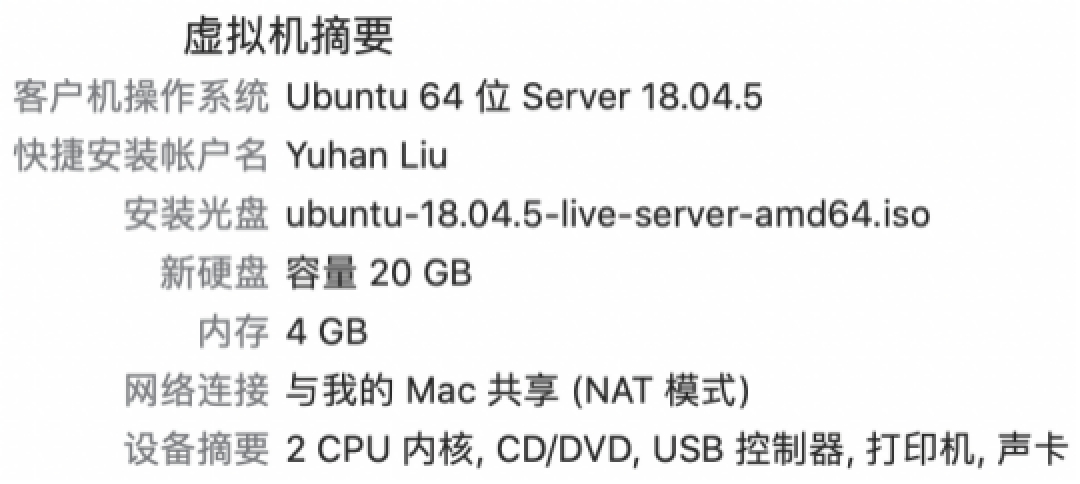 虚拟机摘要
客户机操作系统 Ubuntu 64 位 Server 18.04.5
快捷安装帐户名 Yuhan Liu
安装光盘 ubuntu-18.04.5-live-server-amd64.iso
新硬盘 容量 20 GB
内存 4 GB
网络连接 与我的 Mac 共享 (NAT 模式)
设备摘要 2 CPU 内核, CD/DVD, USB 控制器, 打印机, 声卡